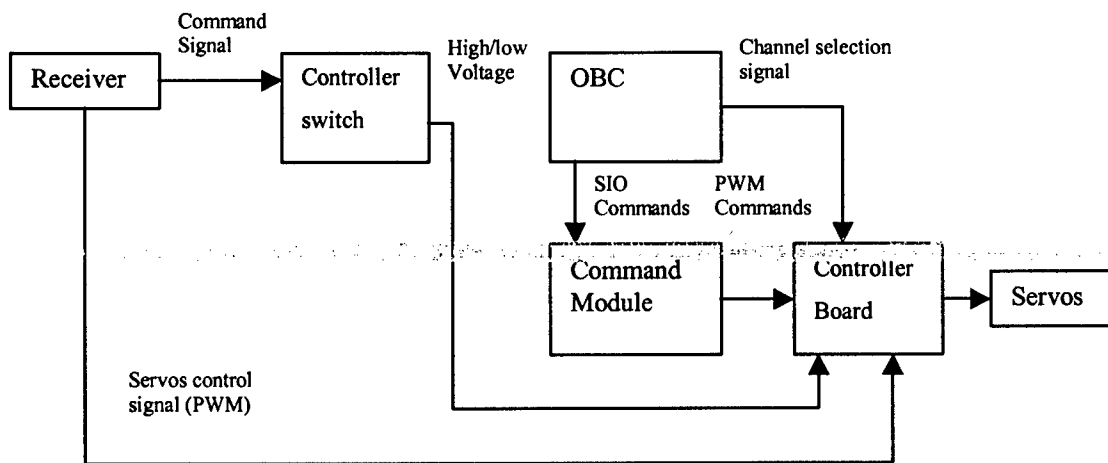 Command
Signal
High/low
Voltage
Channel selection
signal
Receiver
Controller
switch
OBC
SIO
Commands
PWM
Commands
Command
Module
Controller
Board
Servos
Servos control
signal (PWM)